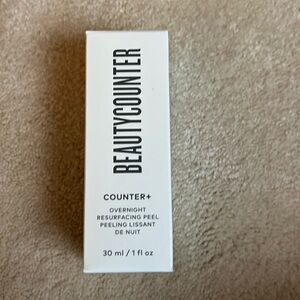 BEAUTYCOUNTER
COUNTER+
OVERNIGHT
RESURFACING PEEL
PEELING LISSANT
DE NUIT
30 ml / 1 fl oz